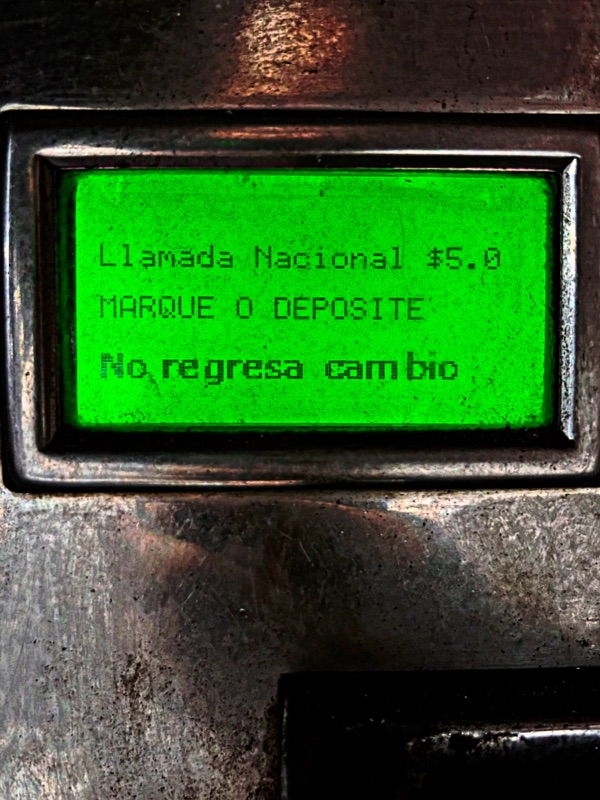 Llamada Nacional $5.0
MARQUE O DEPOSITE
No regresa cambio